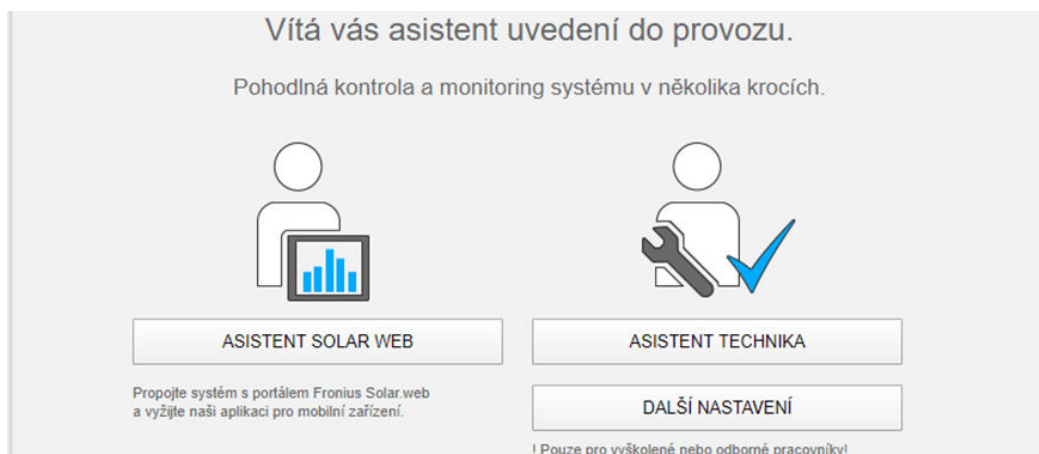 Vítá vás asistent uvedení do provozu.
Pohodlná kontrola a monitoring systému v několika krocích.
ASISTENT SOLAR WEB
ASISTENT TECHNIKA
Propojte systém s portálem Fronius Solar.web
a využijte naši aplikaci pro mobilní zařízení.
DALŠÍ NASTAVENÍ
! Pouze pro vyškolené nebo odborné pracovníky!